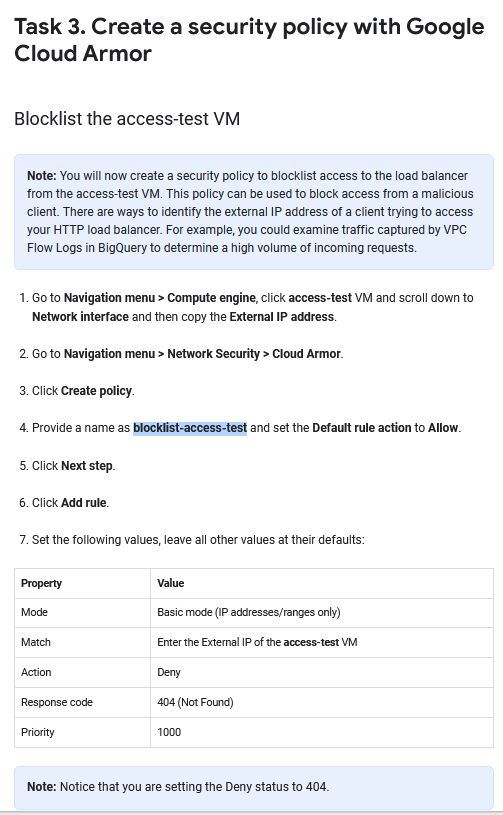 Task 3. Create a security policy with Google
Cloud Armor
Blocklist the access-test VM
Note: You will now create a security policy to blocklist access to the load balancer
from the access-test VM. This policy can be used to block access from a malicious
client. There are ways to identify the external IP address of a client trying to access
your HTTP load balancer. For example, you could examine traffic captured by VPC
Flow Logs in BigQuery to determine a high volume of incoming requests.
1. Go to Navigation menu > Compute engine, click access-test VM and scroll down to
Network interface and then copy the External IP address.
2. Go to Navigation menu > Network Security > Cloud Armor.
3. Click Create policy.
4. Provide a name as blocklist-access-test and set the Default rule action to Allow.
5. Click Next step.
6. Click Add rule.
7. Set the following values, leave all other values at their defaults:
Property Value
Mode Basic mode (IP addresses/ranges only)
Match Enter the External IP of the access-test VM
Action Deny
Response code 404 (Not Found)
Priority 1000
Note: Notice that you are setting the Deny status to 404.